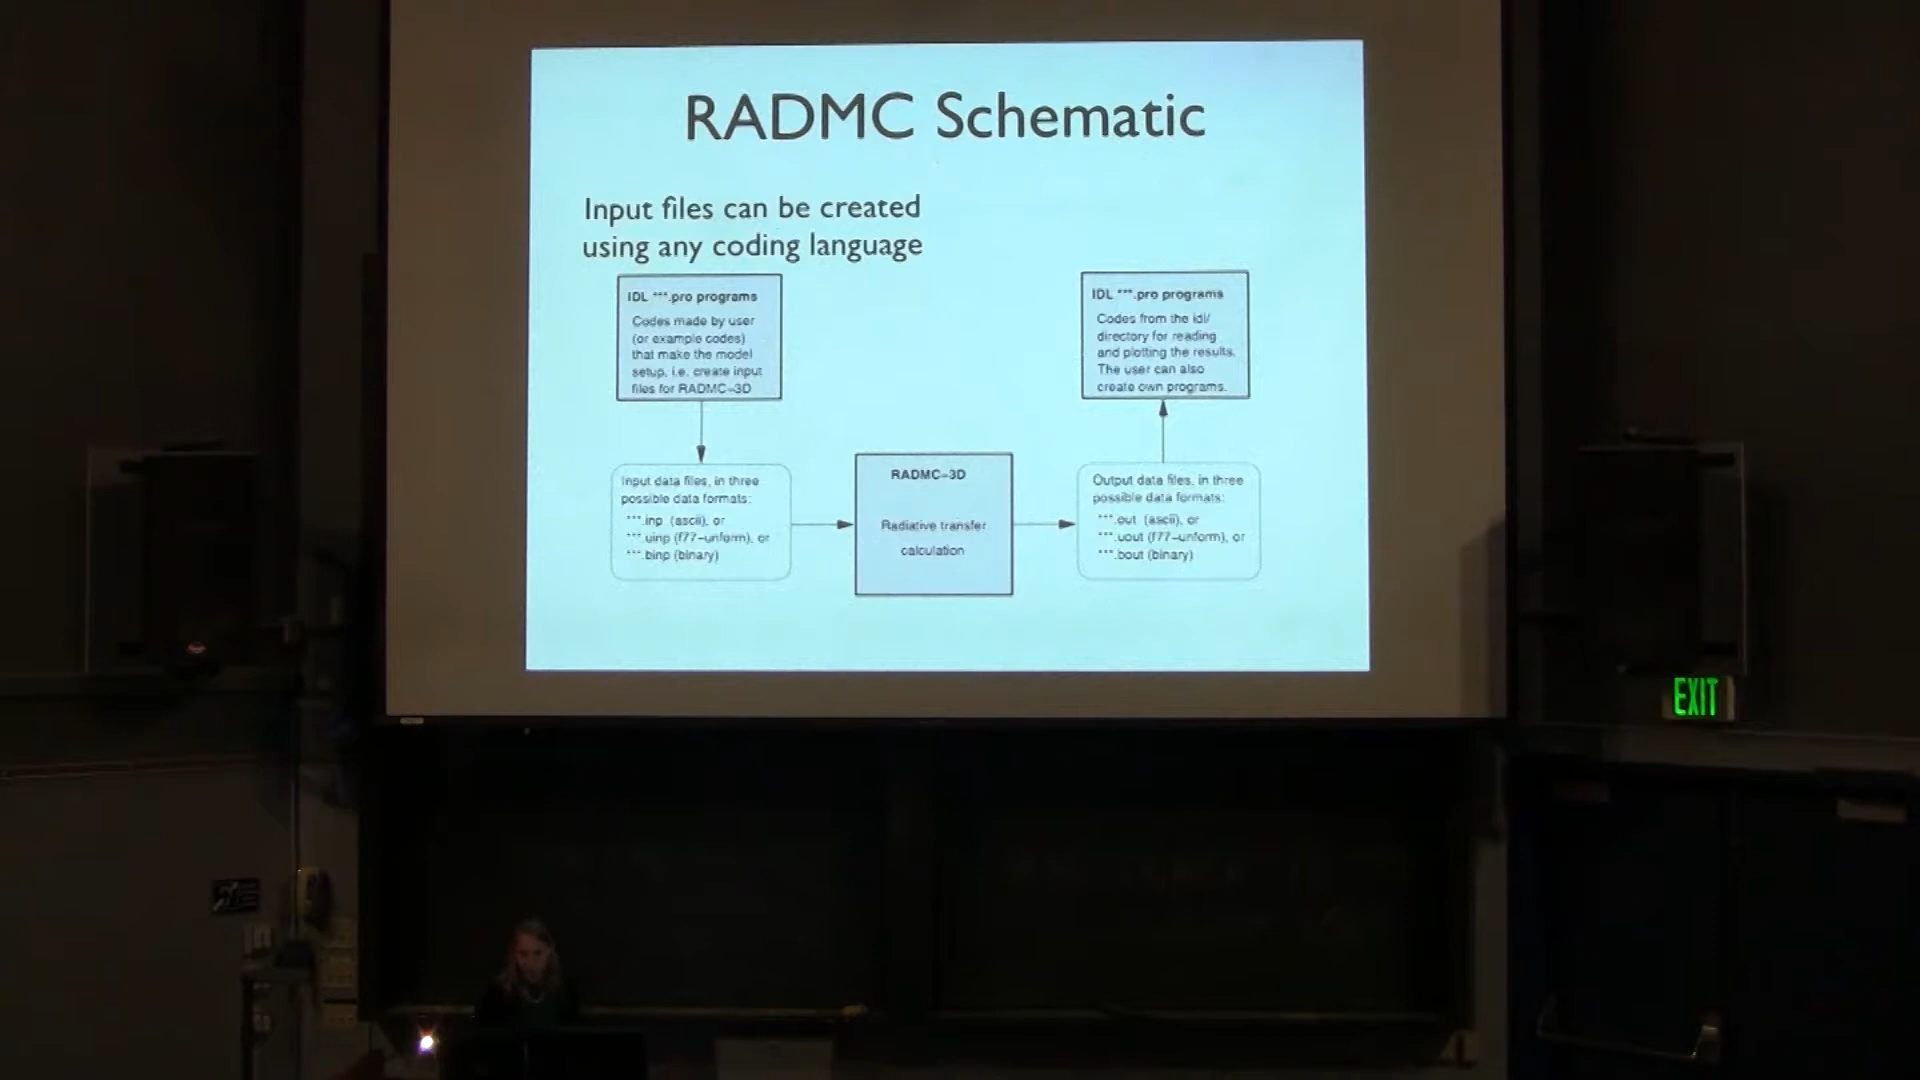 RADMC Schematic
Input files can be created
using any coding language
IDL ***.pro programs
Codes made by user
(or example codes)
that make the model
setup, i.e. create input
files for RADMC-3D
IDL ***.pro programs
Codes from the idl/
directory for reading
and plotting the results.
The user can also
create own programs.
Input data files, in three
possible data formats:
***.inp (ascii), or
***.uinp (f77-unform), or
***.binp (binary)
RADMC-3D
Radiative transfer
calculation
Output data files, in three
possible data formats:
***.out (ascii), or
***.uout (f77-unform), or
***.bout (binary)
EXIT